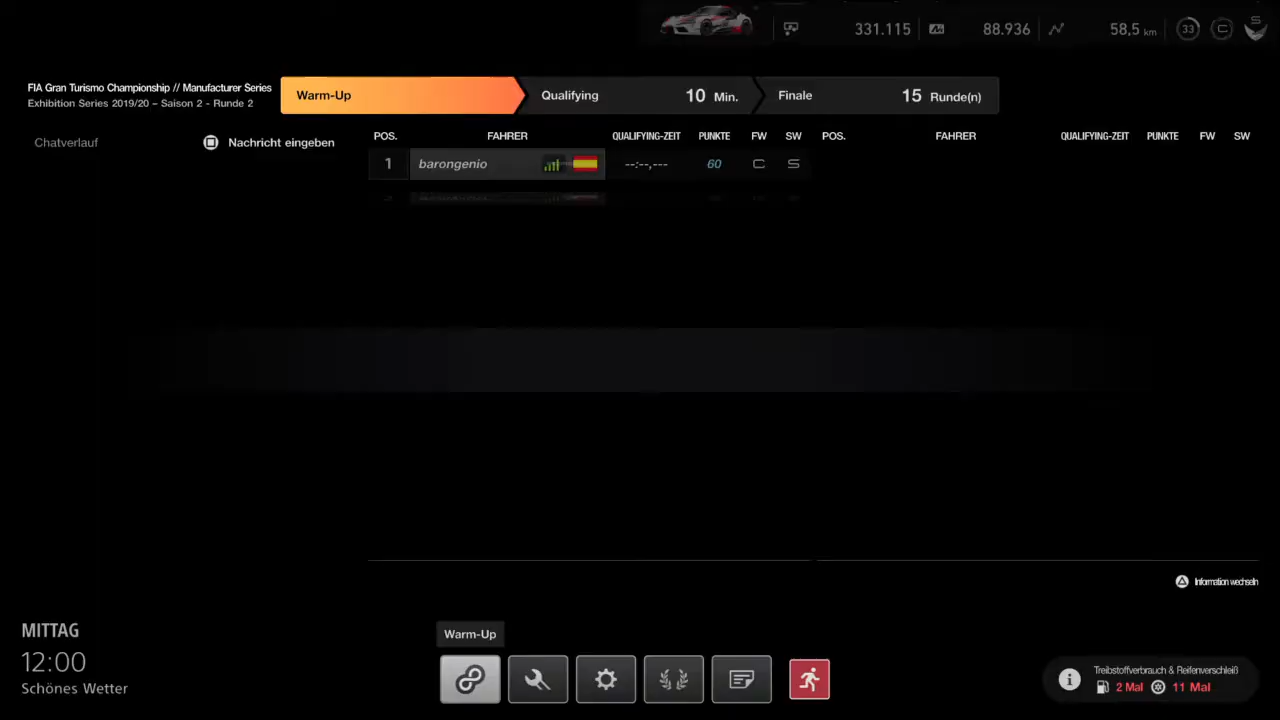 331.115 88.936 58,5 km 33 C S
FIA Gran Turismo Championship // Manufacturer Series
Exhibition Series 2019/20 – Saison 2 - Runde 2
Warm-Up Qualifying 10 Min. Finale 15 Runde(n)
Chatverlauf Nachricht eingeben
POS. FAHRER QUALIFYING-ZEIT PUNKTE FW SW POS. FAHRER QUALIFYING-ZEIT PUNKTE FW SW
1 barongenio --:--,--- 60 C S
Information wechseln
MITTAG
12:00
Schönes Wetter
Warm-Up
Treibstoffverbrauch & Reifenverschleiß
2 Mal 11 Mal